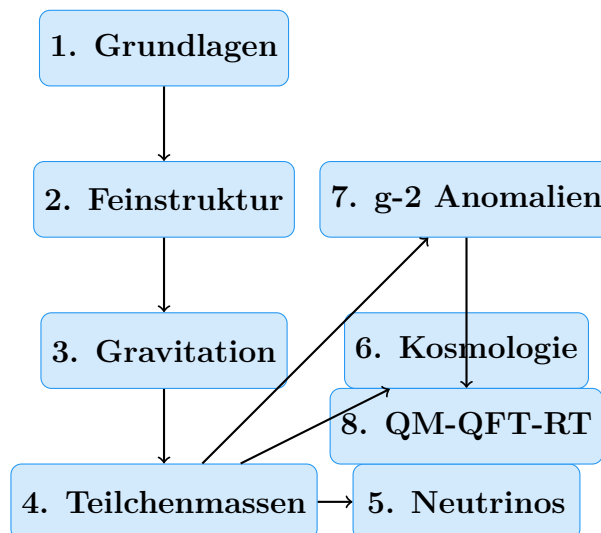 1. Grundlagen
2. Feinstruktur
7. g-2 Anomalien
3. Gravitation
6. Kosmologie
8. QM-QFT-RT
4. Teilchenmassen
5. Neutrinos